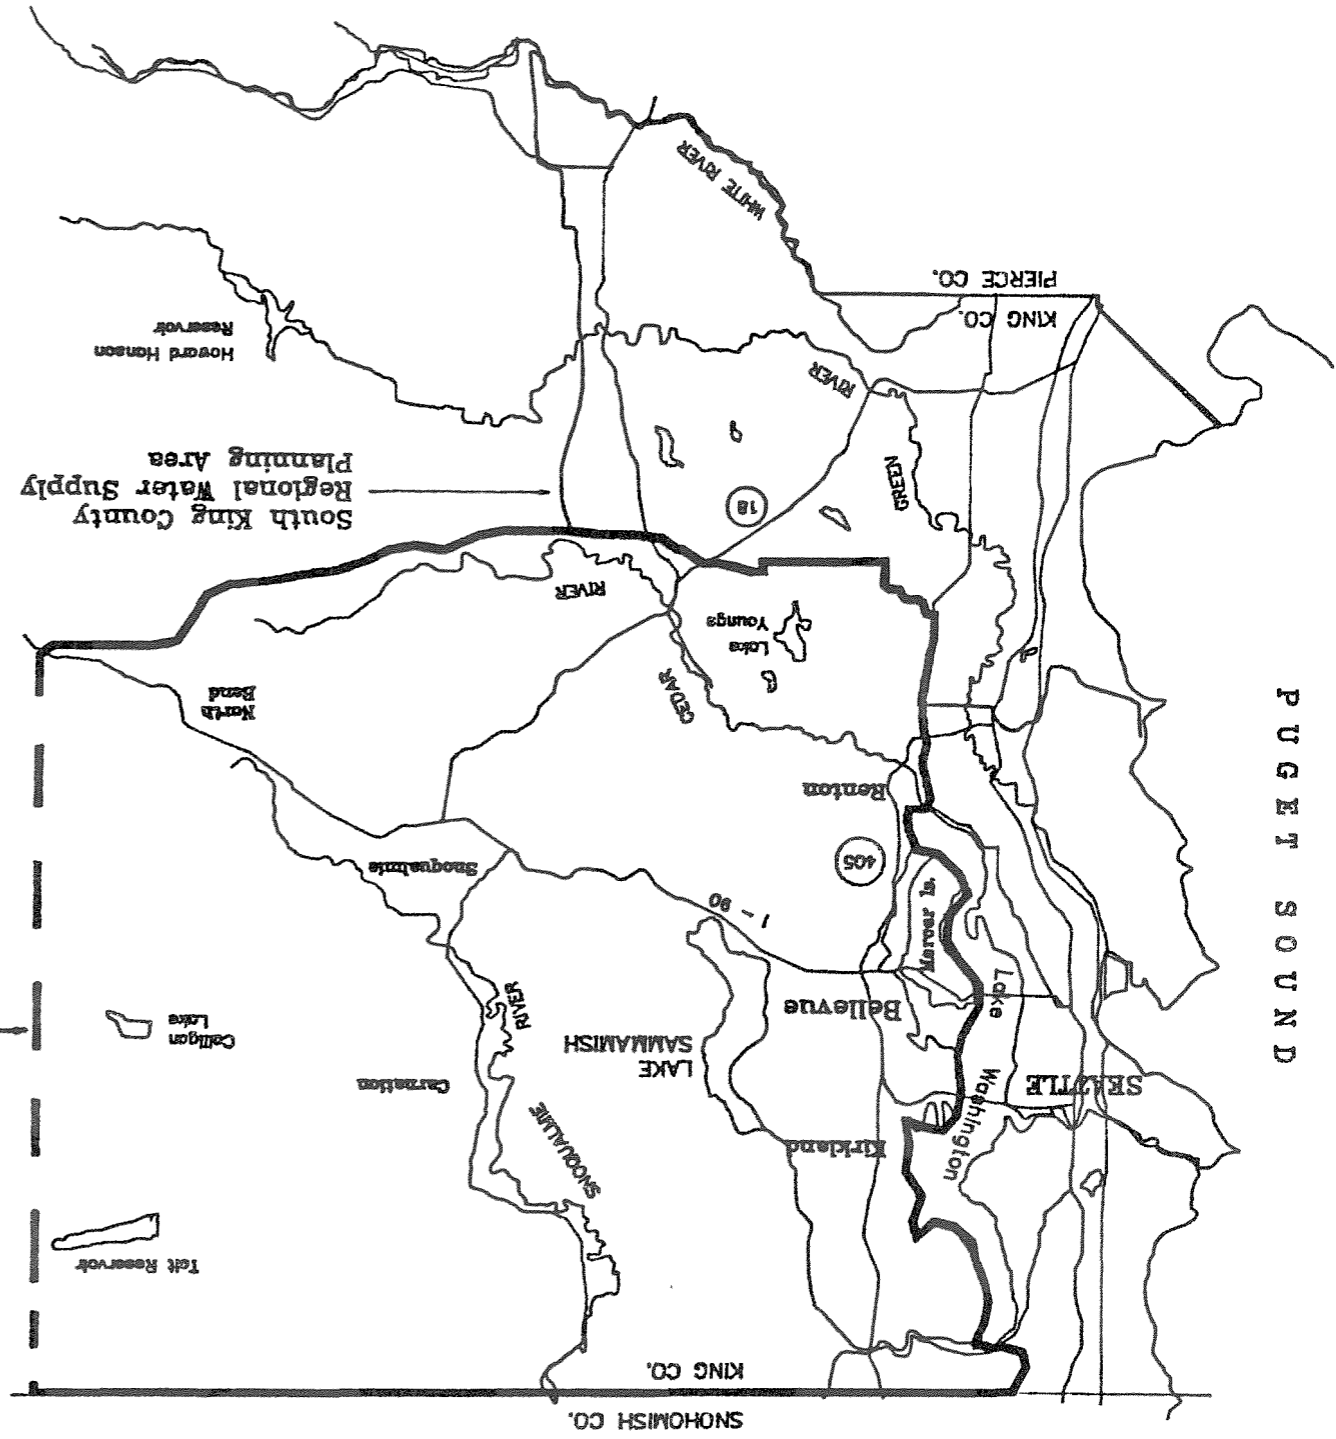 SNOHOMISH CO.
KING CO.
Tolt Reservoir
SNOQUALMIE
RIVER
Kirkland
Lake
Washington
SEATTLE
Carnation
LAKE
SAMMAMISH
Bellevue
Calligan
Lake
PUGET SOUND
Mercer Is.
I - 90
Snoqualmie
405
Renton
North
Bend
CEDAR
RIVER
Lake
Youngs
South King County
Regional Water Supply
Planning Area
18
GREEN
RIVER
Howard Hanson
Reservoir
KING CO.
PIERCE CO.
WHITE RIVER